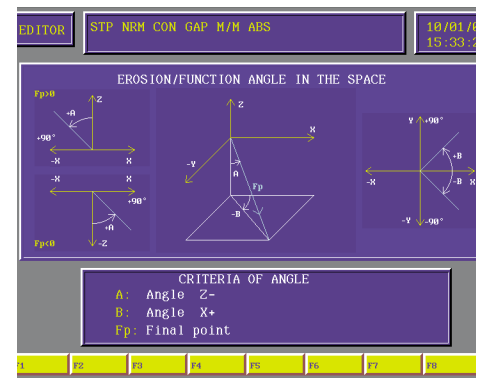 EDITOR
STP NRM CON GAP M/M ABS
10/01/0
15:33:2
EROSION/FUNCTION ANGLE IN THE SPACE
Fp>0
Z
+A
+90°
-X X
-X X
+90°
+A
Fp<0
-Z
Z
X
-Y
A
Fp
-B
Y +90°
+B
-X
-B X
-Y -90°
CRITERIA OF ANGLE
A: Angle Z-
B: Angle X+
Fp: Final point
F1 F2 F3 F4 F5 F6 F7 F8